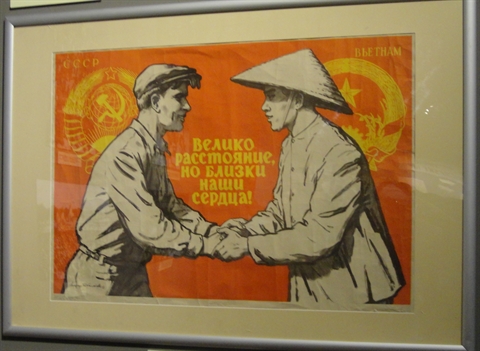 СССР
ВЬЕТНАМ
Велико
расстояние,
но близки
наши
сердца!